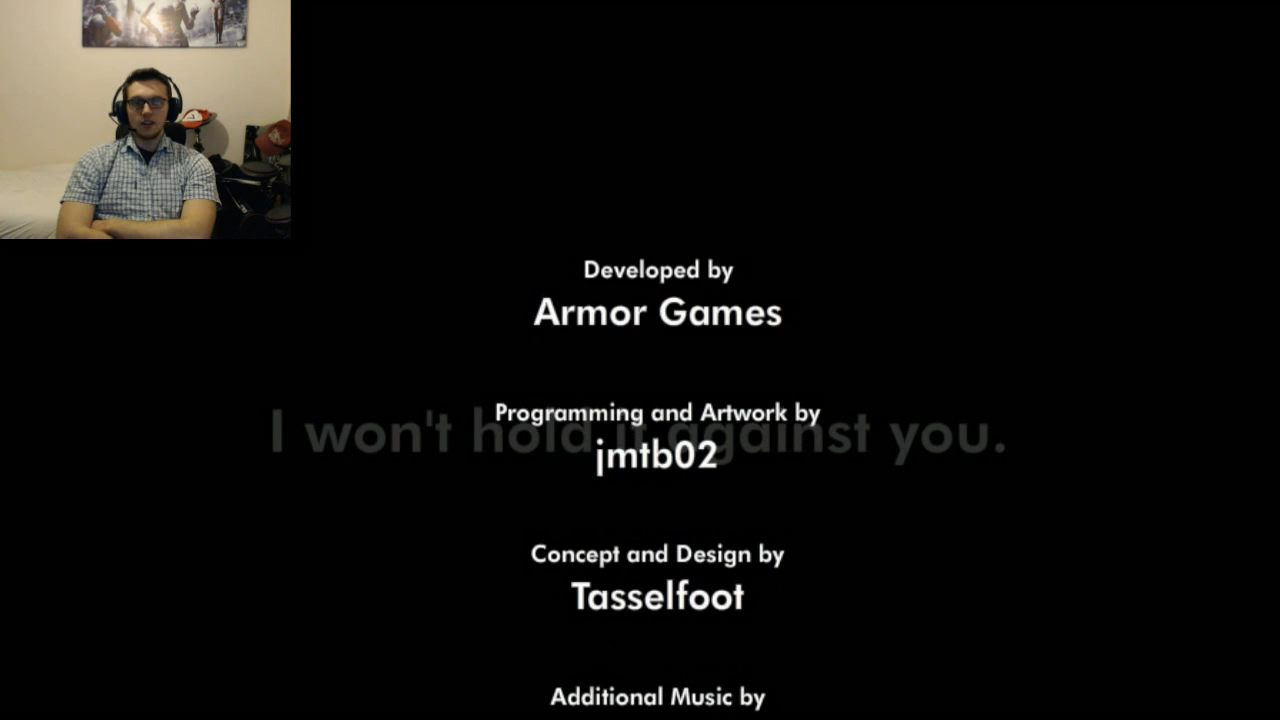 Developed by
Armor Games
Programming and Artwork by
I won't hold it against you.
jmtb02
Concept and Design by
Tasselfoot
Additional Music by